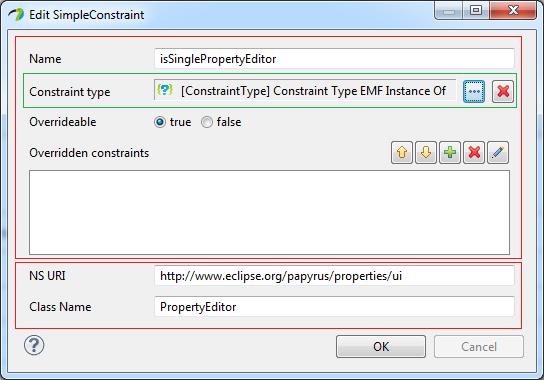 Edit SimpleConstraint
Name isSinglePropertyEditor
Constraint type [ConstraintType] Constraint Type EMF Instance Of
Overrideable true false
Overridden constraints
NS URI http://www.eclipse.org/papyrus/properties/ui
Class Name PropertyEditor
OK Cancel